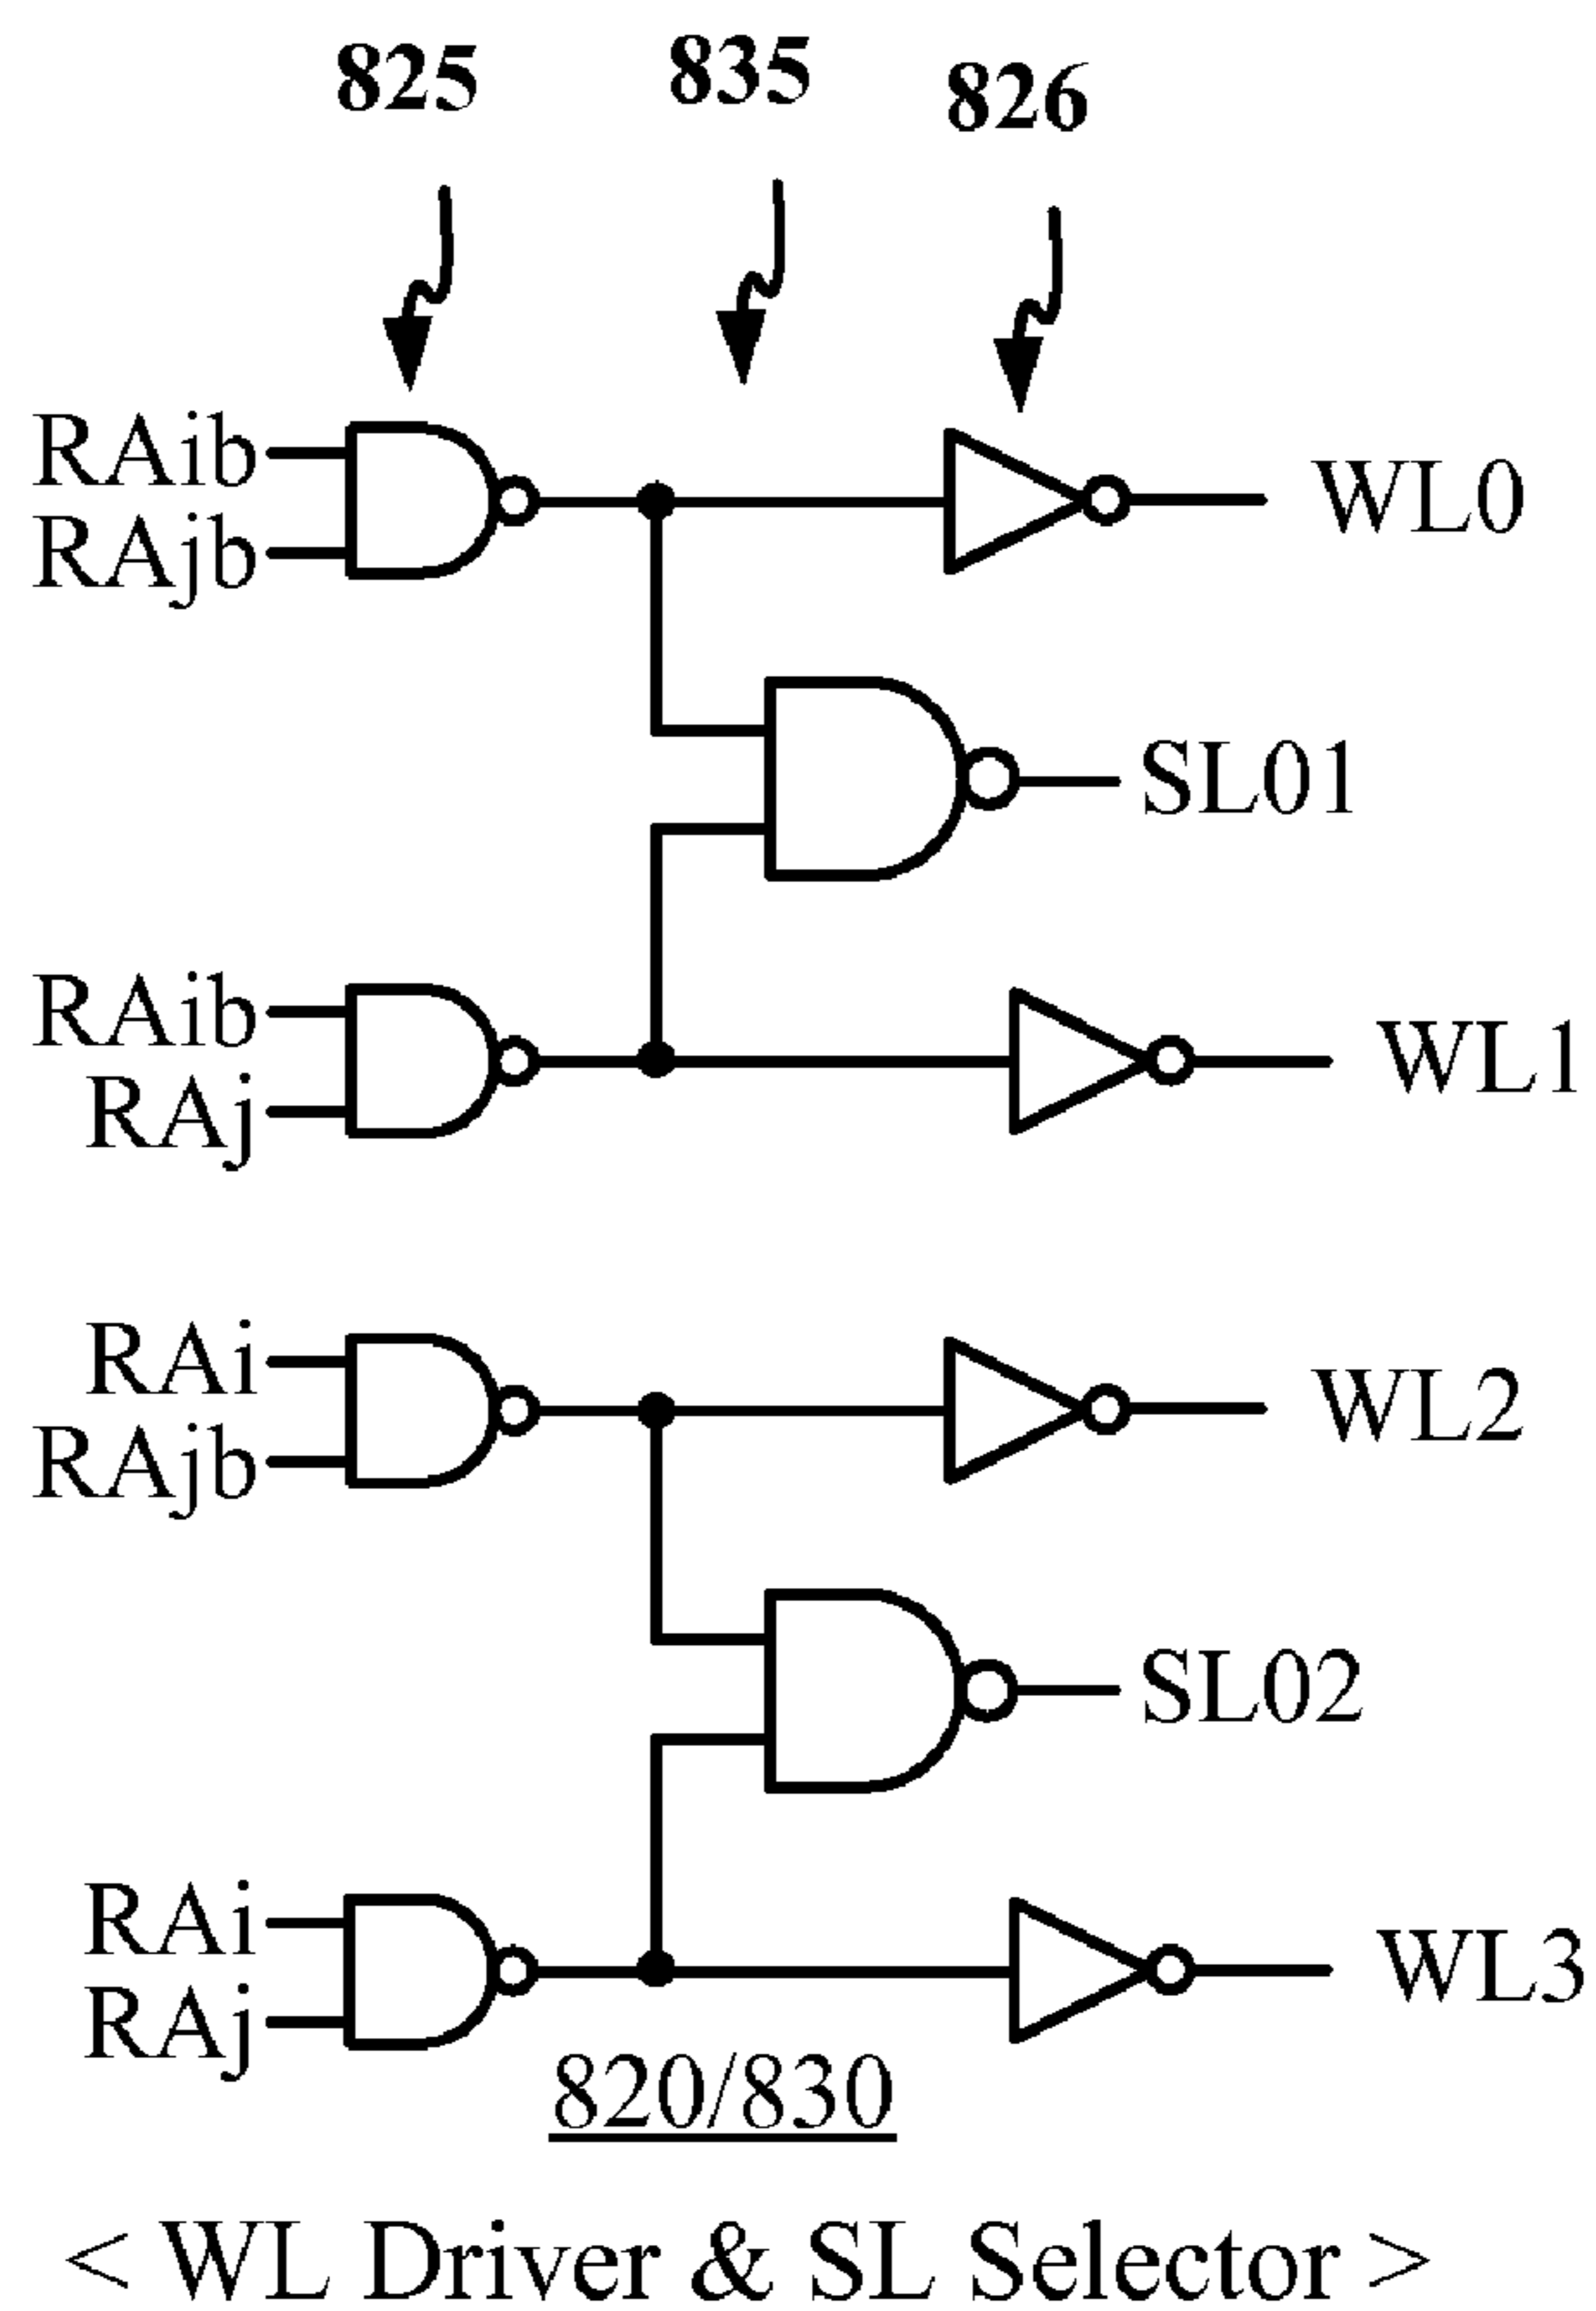 825 835 826
RAib
RAjb
WL0
SL01
RAib
RAj
WL1
RAi
RAjb
WL2
SL02
RAi
RAj
WL3
820/830
< WL Driver & SL Selector >